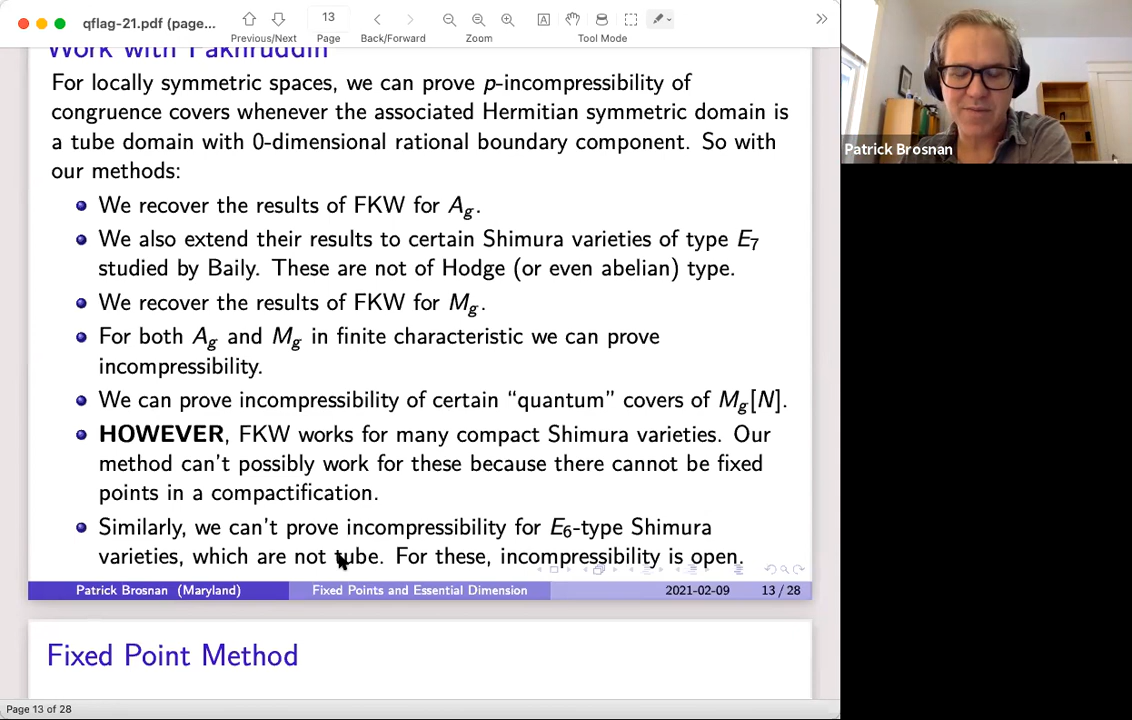 qflag-21.pdf (page...
13
Previous/Next
Page
Back/Forward
Zoom
Tool Mode
Work with Fakhruddin
For locally symmetric spaces, we can prove p-incompressibility of
congruence covers whenever the associated Hermitian symmetric domain is
a tube domain with 0-dimensional rational boundary component. So with
our methods:
We recover the results of FKW for A_g.
We also extend their results to certain Shimura varieties of type E_7
studied by Baily. These are not of Hodge (or even abelian) type.
We recover the results of FKW for M_g.
For both A_g and M_g in finite characteristic we can prove
incompressibility.
We can prove incompressibility of certain “quantum” covers of M_g[N].
HOWEVER, FKW works for many compact Shimura varieties. Our
method can't possibly work for these because there cannot be fixed
points in a compactification.
Similarly, we can't prove incompressibility for E_6-type Shimura
varieties, which are not tube. For these, incompressibility is open.
Patrick Brosnan (Maryland)
Fixed Points and Essential Dimension
2021-02-09
13 / 28
Fixed Point Method
Page 13 of 28
Patrick Brosnan